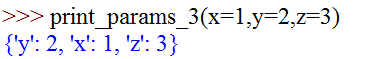 >>> print_params_3(x=1,y=2,z=3)
{'y': 2, 'x': 1, 'z': 3}